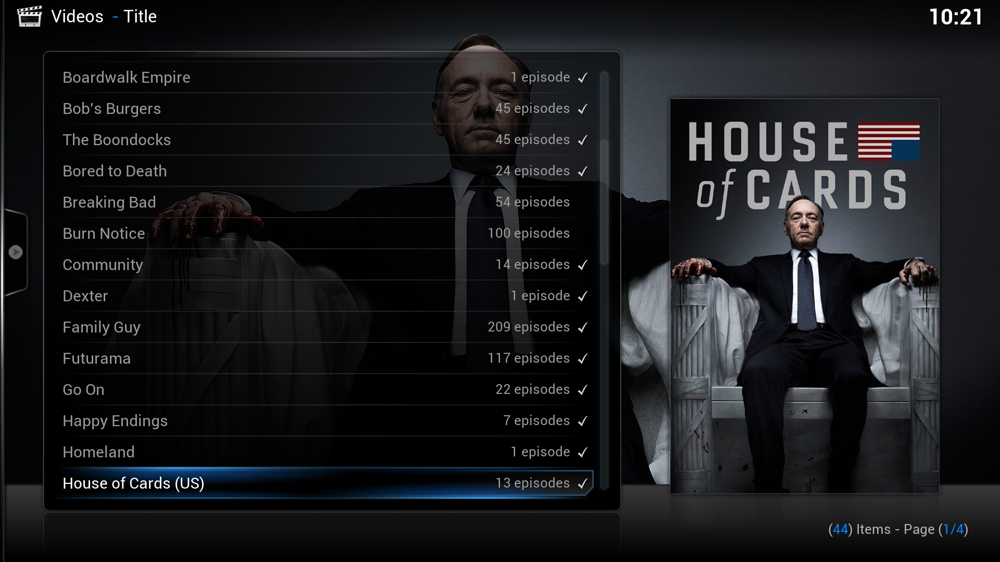 Videos - Title
10:21
Boardwalk Empire 1 episode ✓
Bob's Burgers 45 episodes ✓
The Boondocks 45 episodes ✓
Bored to Death 24 episodes ✓
Breaking Bad 54 episodes
Burn Notice 100 episodes
Community 14 episodes ✓
Dexter 1 episode ✓
Family Guy 209 episodes ✓
Futurama 117 episodes ✓
Go On 22 episodes ✓
Happy Endings 7 episodes ✓
Homeland 1 episode ✓
House of Cards (US) 13 episodes ✓
HOUSE
of CARDS
(44) Items - Page (1/4)